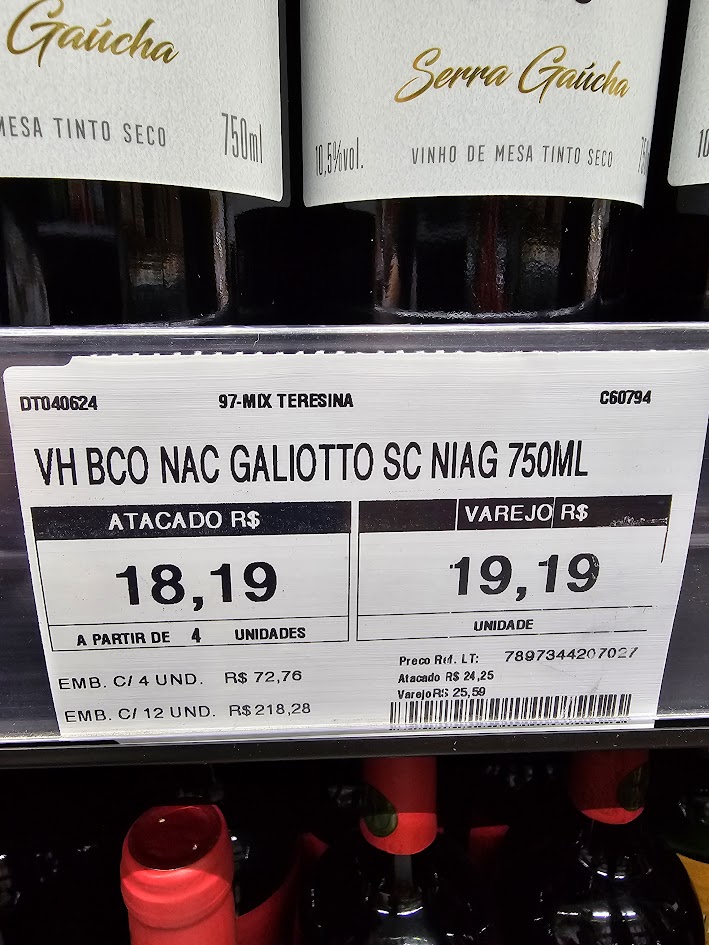 Gaúcha
MESA TINTO SECO
750ml
Serra Gaúcha
10,5%vol.
VINHO DE MESA TINTO SECO
10
DT040624 97-MIX TERESINA C60794
VH BCO NAC GALIOTTO SC NIAG 750ML
ATACADO R$ VAREJO R$
18,19 19,19
A PARTIR DE 4 UNIDADES UNIDADE
EMB. C/ 4 UND. R$ 72,76
EMB. C/ 12 UND. R$218,28
Preco Ref. LT: 7897344207027
Atacado R$ 24,25
Varejo R$ 25,59